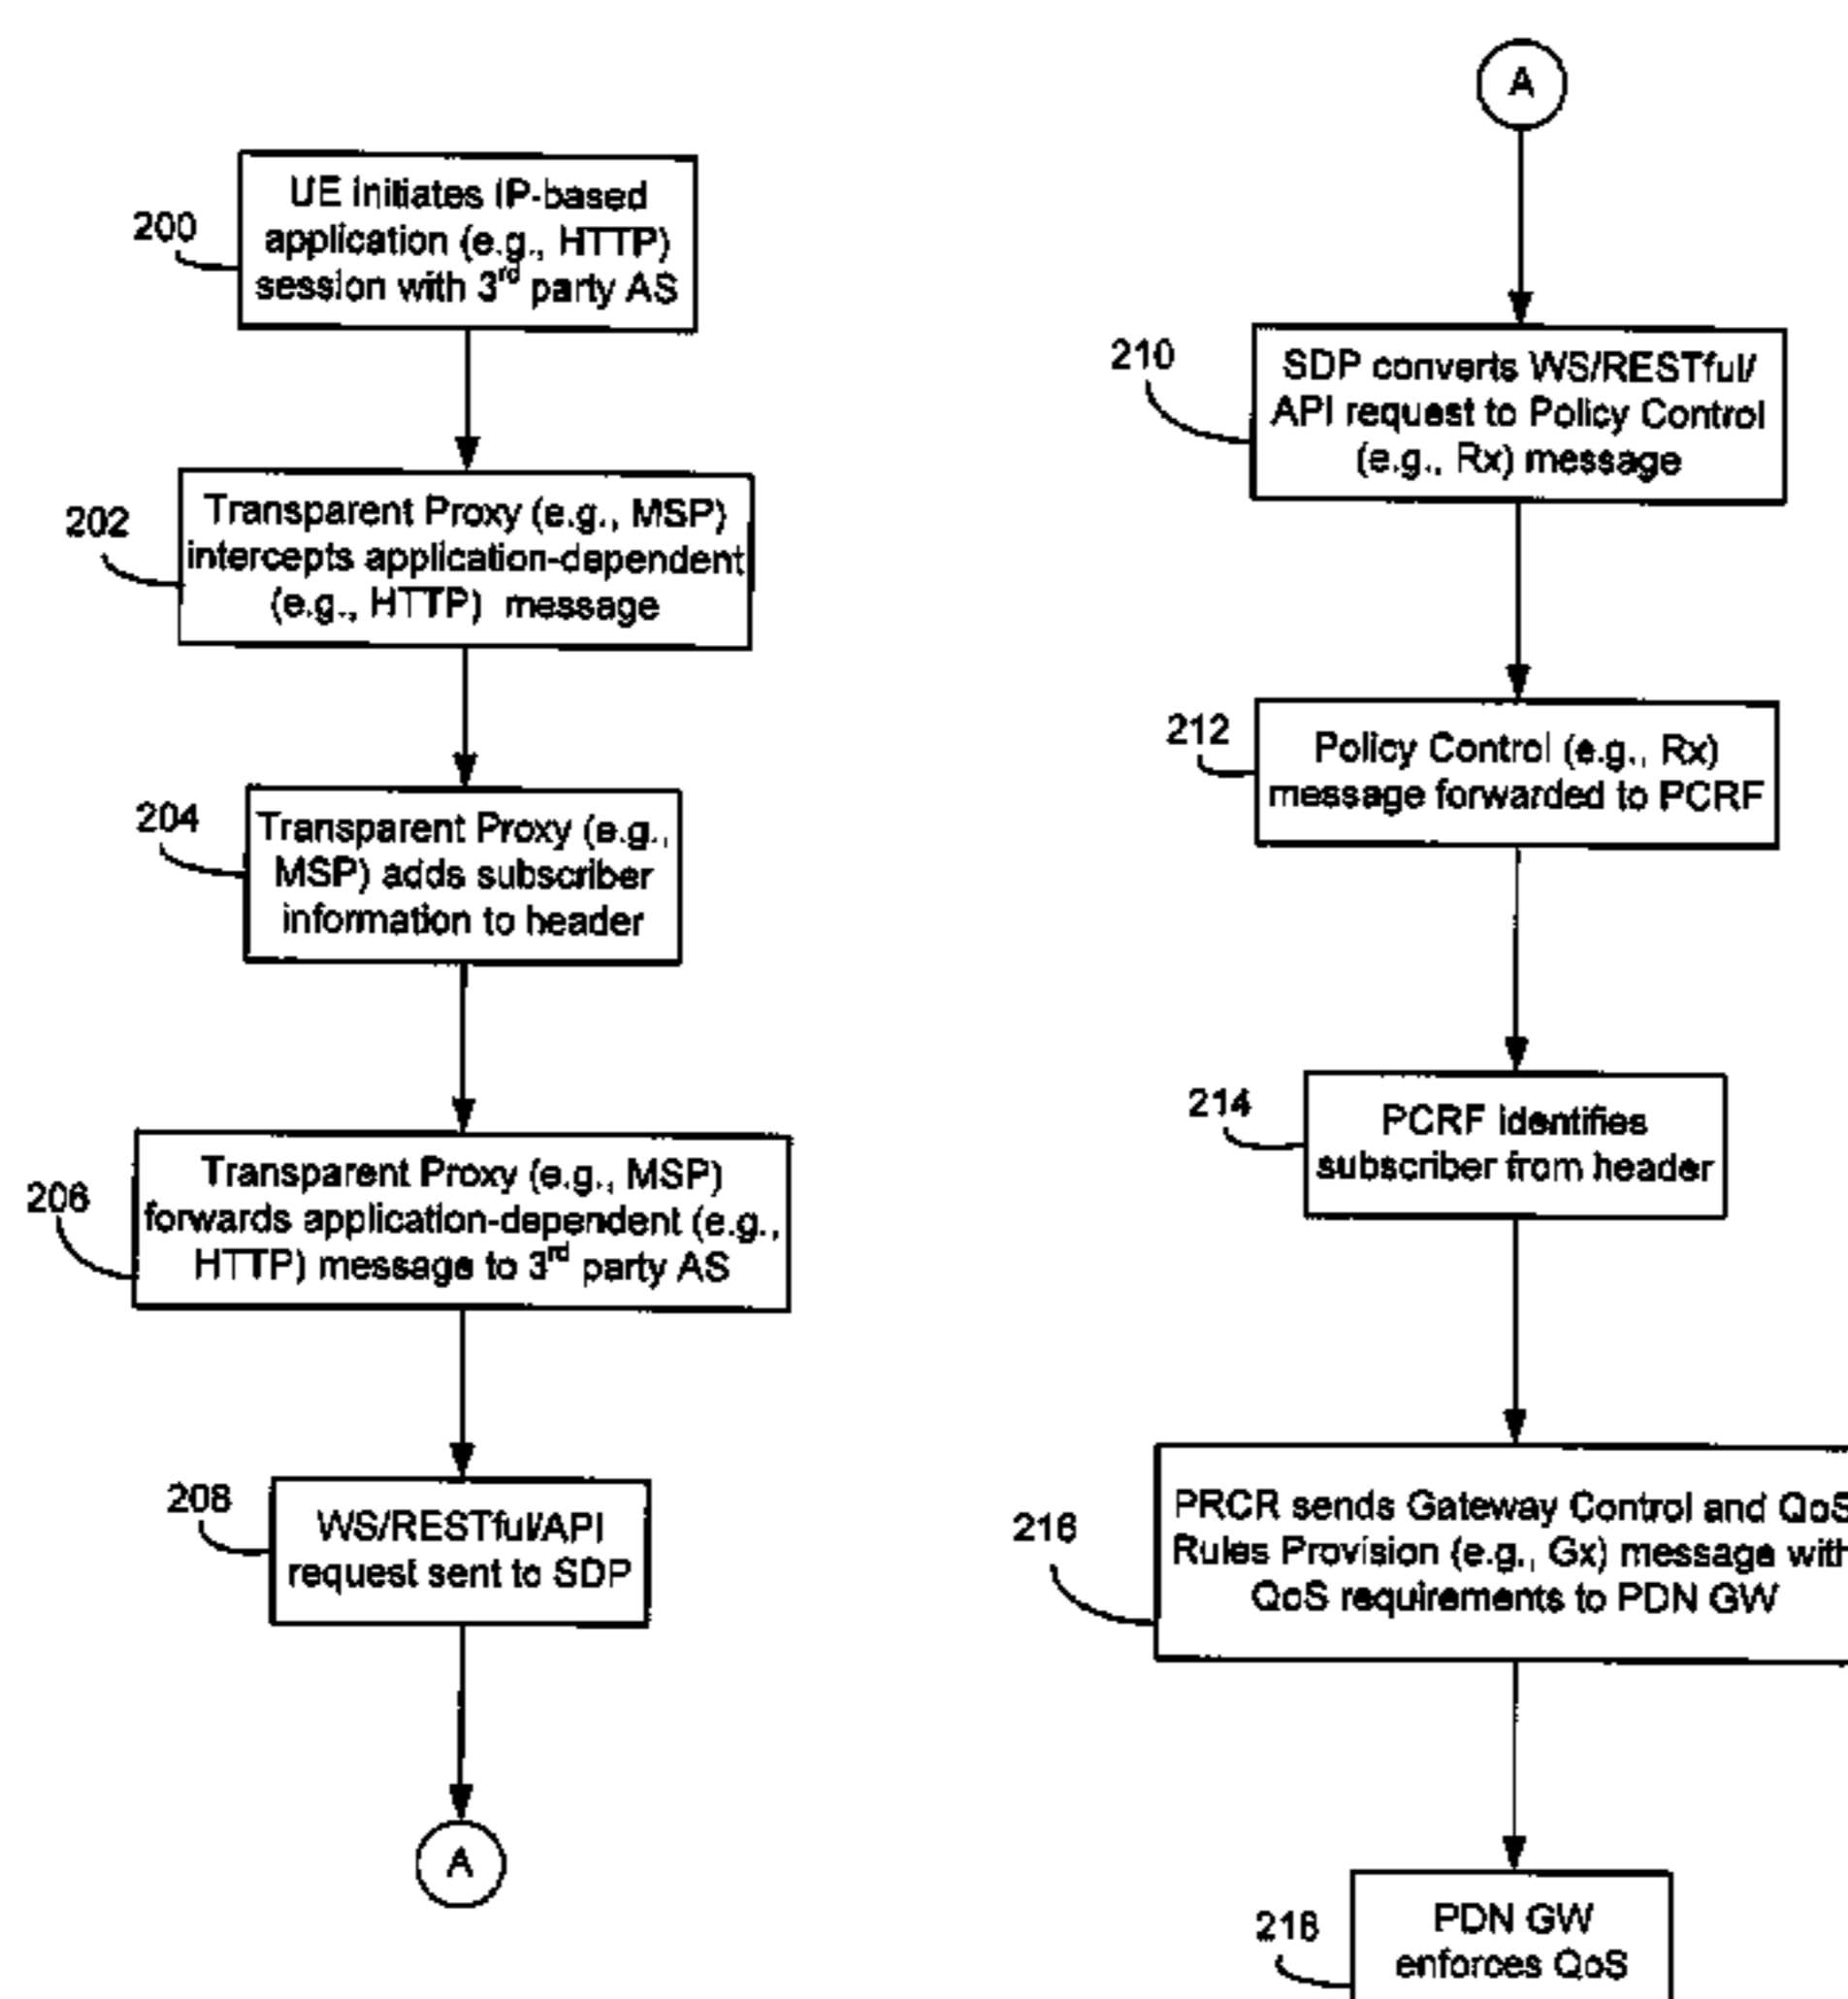 200
UE initiates IP-based
application (e.g., HTTP)
session with 3rd party AS
202
Transparent Proxy (e.g., MSP)
intercepts application-dependent
(e.g., HTTP) message
204
Transparent Proxy (e.g.,
MSP) adds subscriber
information to header
206
Transparent Proxy (e.g., MSP)
forwards application-dependent (e.g.,
HTTP) message to 3rd party AS
208
WS/RESTful/API
request sent to SDP
A
A
210
SDP converts WS/RESTful/
API request to Policy Control
(e.g., Rx) message
212
Policy Control (e.g., Rx)
message forwarded to PCRF
214
PCRF identifies
subscriber from header
216
PRCR sends Gateway Control and QoS
Rules Provision (e.g., Gx) message with
QoS requirements to PDN GW
218
PDN GW
enforces QoS